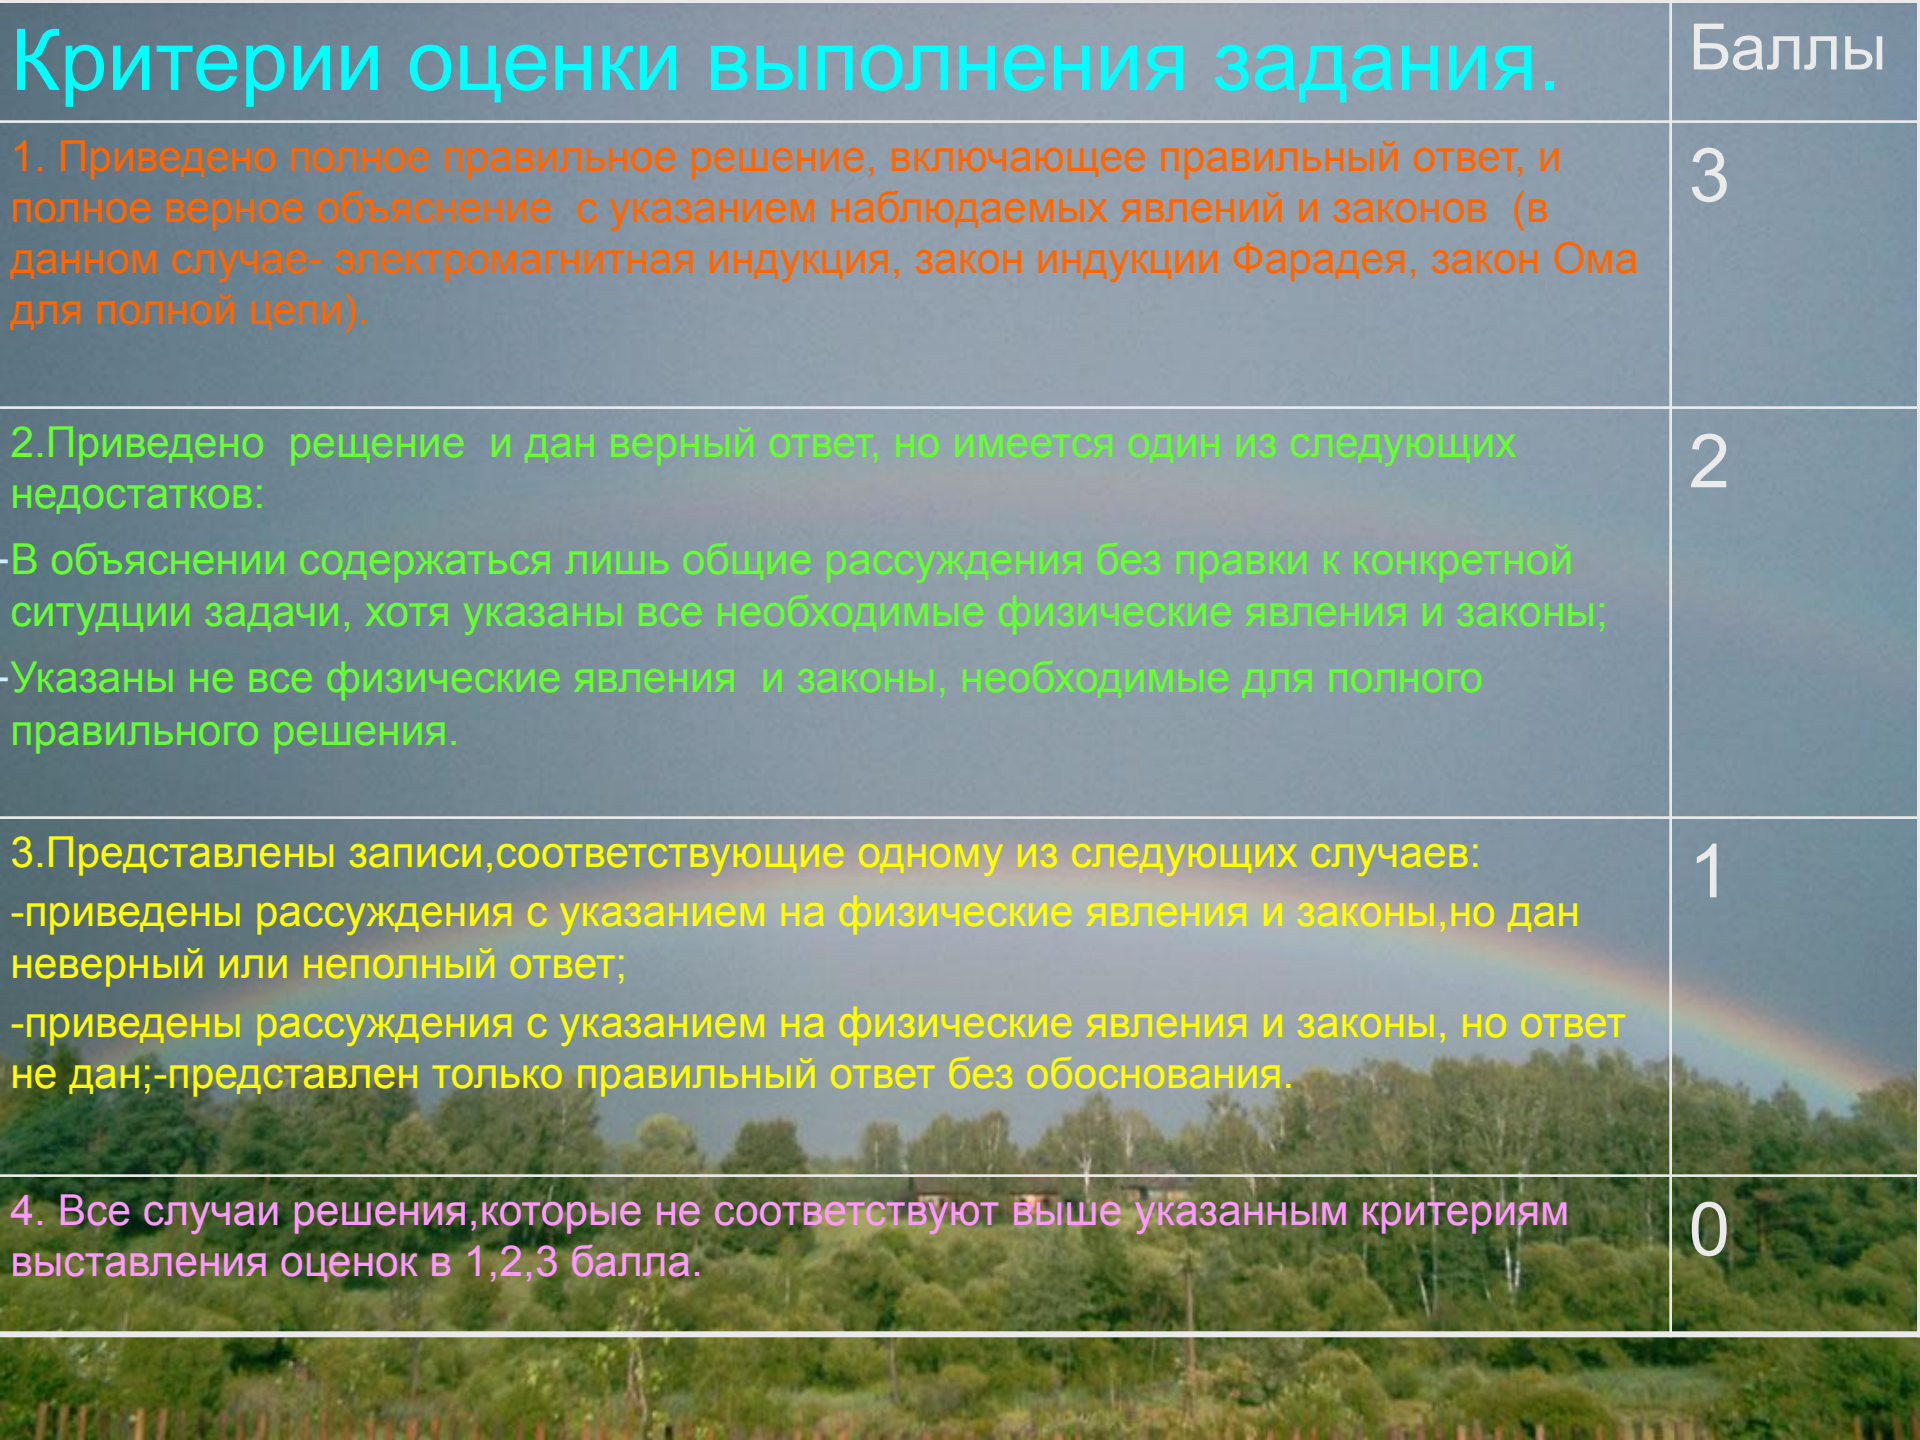 Критерии оценки выполнения задания.
Баллы
1. Приведено полное правильное решение, включающее правильный ответ, и
полное верное объяснение с указанием наблюдаемых явлений и законов (в
данном случае- электромагнитная индукция, закон индукции Фарадея, закон Ома
для полной цепи).
3
2.Приведено рещение и дан верный ответ, но имеется один из следующих
недостатков:
-В объяснении содержаться лишь общие рассуждения без правки к конкретной
ситудции задачи, хотя указаны все необходимые физические явления и законы;
-Указаны не все физические явления и законы, необходимые для полного
правильного решения.
2
3.Представлены записи,соответствующие одному из следующих случаев:
-приведены рассуждения с указанием на физические явления и законы,но дан
неверный или неполный ответ;
-приведены рассуждения с указанием на физические явления и законы, но ответ
не дан;-представлен только правильный ответ без обоснования.
1
4. Все случаи решения,которые не соответствуют выше указанным критериям
выставления оценок в 1,2,3 балла.
0